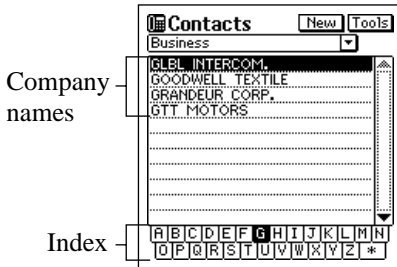 Contacts New Tools
Business
GLBL INTERCOM.
GOODWELL TEXTILE
GRANDEUR CORP.
GTT MOTORS
Company
names
Index
A B C D E F G H I J K L M N
O P Q R S T U V W X Y Z *